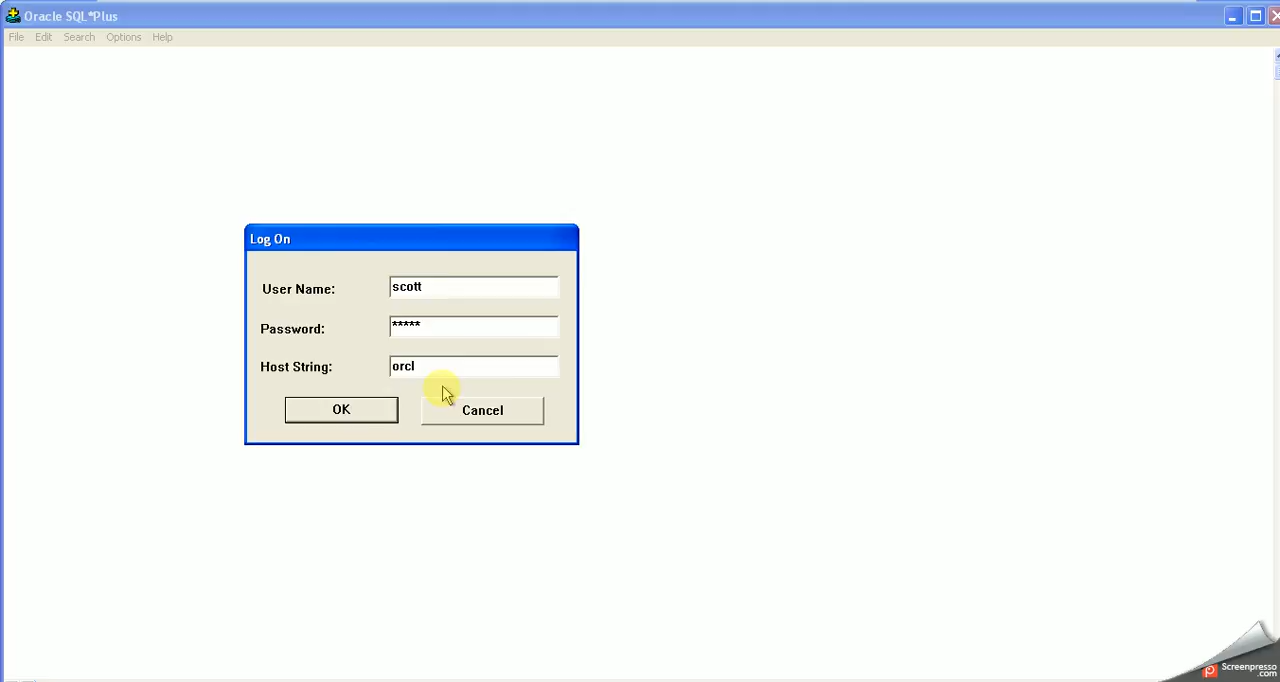 Oracle SQL*Plus
File Edit Search Options Help
Log On
User Name: scott
Password: *****
Host String: orcl
OK Cancel
Screenpresso
.com